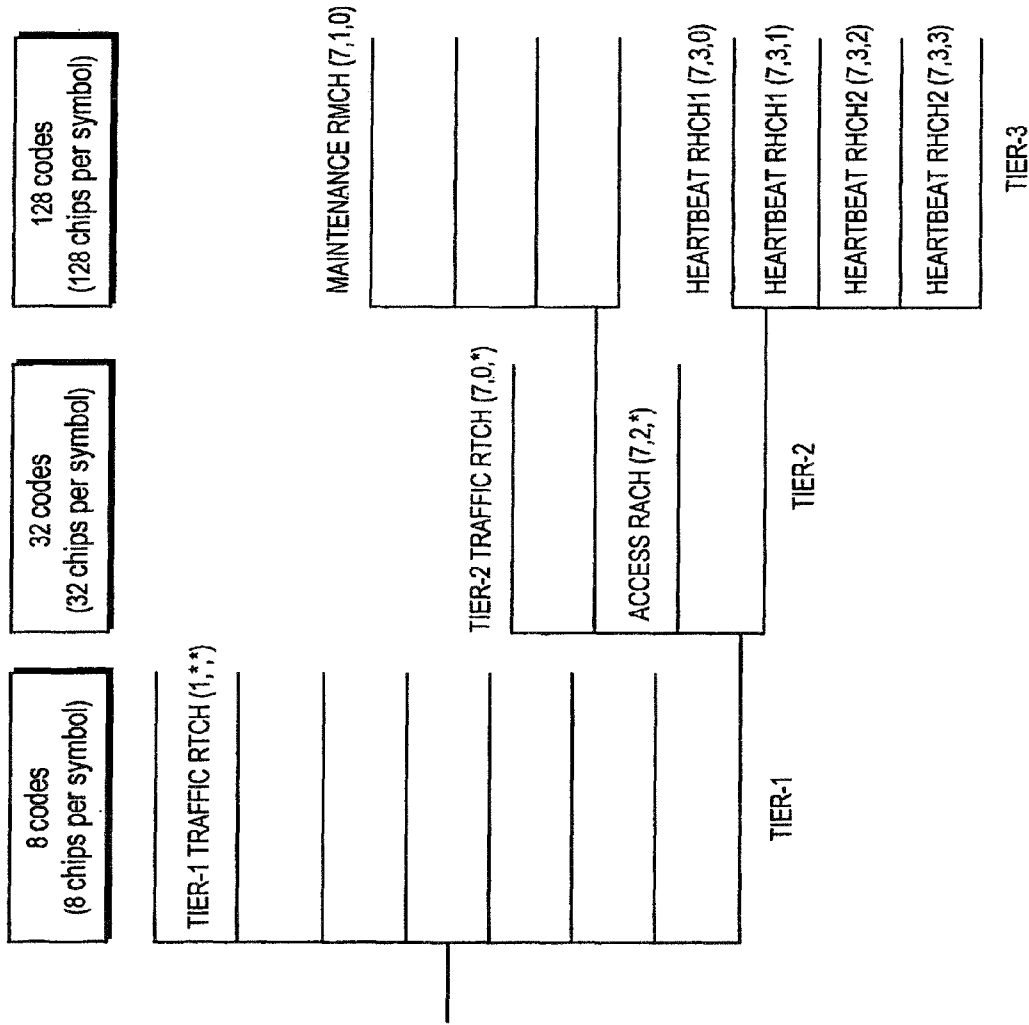 8 codes
(8 chips per symbol)
32 codes
(32 chips per symbol)
128 codes
(128 chips per symbol)
TIER-1 TRAFFIC RTCH (1,*,*)
TIER-2 TRAFFIC RTCH (7,0,*)
ACCESS RACH (7,2,*)
MAINTENANCE RMCH (7,1,0)
HEARTBEAT RHCH1 (7,3,0)
HEARTBEAT RHCH1 (7,3,1)
HEARTBEAT RHCH2 (7,3,2)
HEARTBEAT RHCH2 (7,3,3)
TIER-1
TIER-2
TIER-3